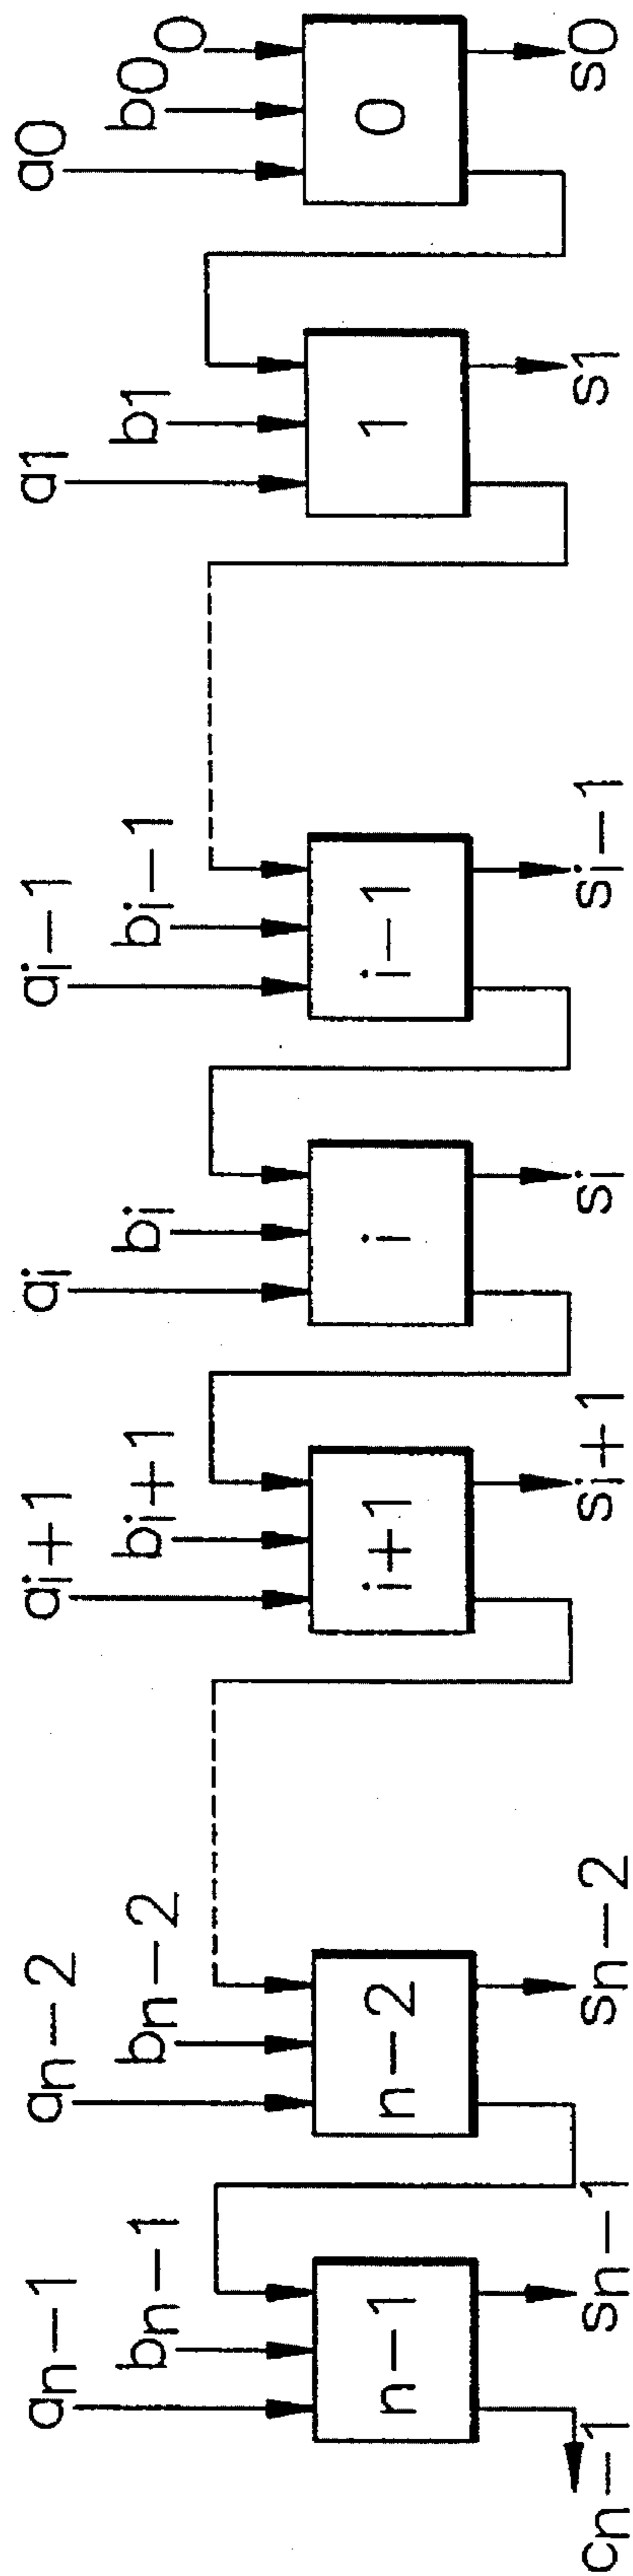 an−1 an−2 ai+1 ai ai−1 a1 a0
bn−1 bn−2 bi+1 bi bi−1 b1 b0 0
n−1 n−2 i+1 i i−1 1 0
cn−1 sn−1 sn−2 si+1 si si−1 s1 s0